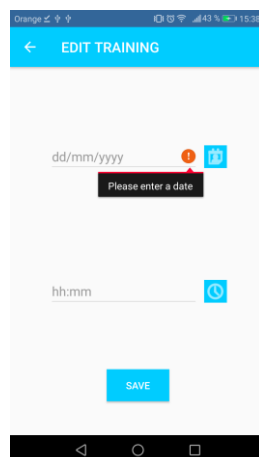 Orange 43 % 15:38
EDIT TRAINING
dd/mm/yyyy
Please enter a date
hh:mm
SAVE